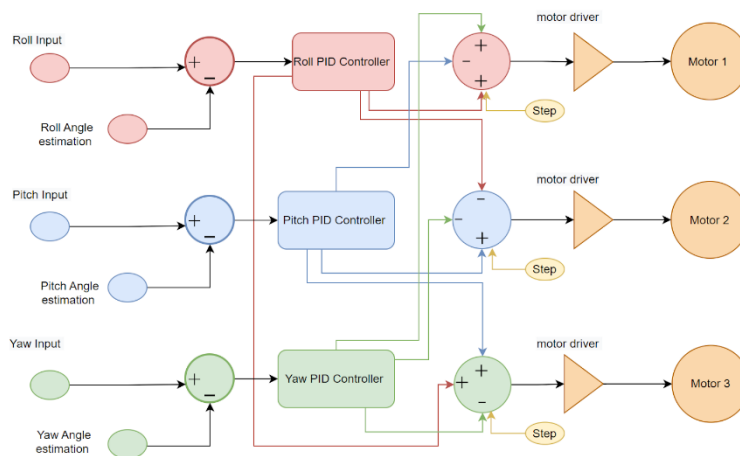 Roll Input
+
−
Roll Angle
estimation
Roll PID Controller
+
-
+
Step
motor driver
Motor 1
Pitch Input
+
−
Pitch Angle
estimation
Pitch PID Controller
-
-
+
Step
motor driver
Motor 2
Yaw Input
+
−
Yaw Angle
estimation
Yaw PID Controller
+
+
-
Step
motor driver
Motor 3